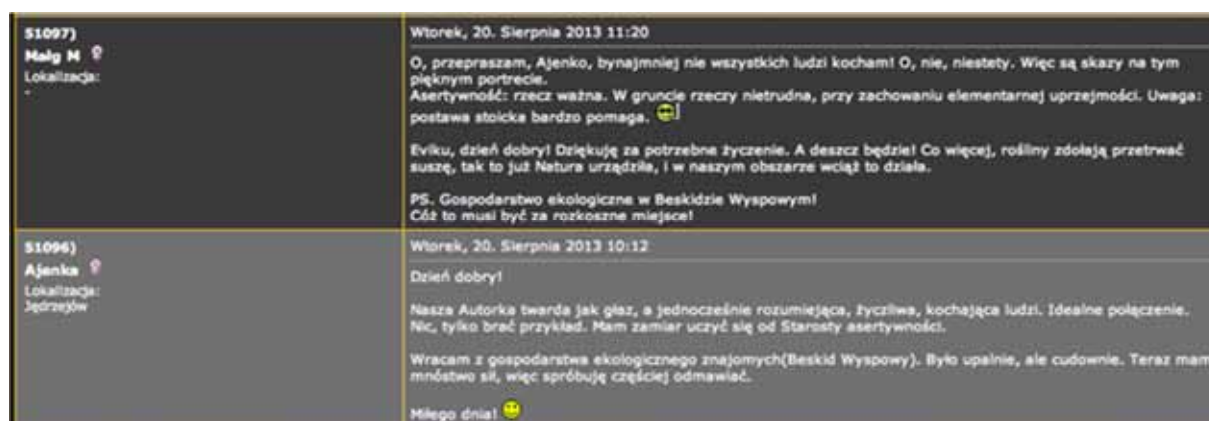 51097)
Małg M
Lokalizacja:
-
Wtorek, 20. Sierpnia 2013 11:20
O, przepraszam, Ajenko, bynajmniej nie wszystkich ludzi kocham! O, nie, niestety. Więc są skazy na tym
pięknym portrecie.
Asertywność: rzecz ważna. W gruncie rzeczy nietrudna, przy zachowaniu elementarnej uprzejmości. Uwaga:
postawa stoicka bardzo pomaga.
Eviku, dzień dobry! Dziękuję za potrzebne życzenie. A deszcz będzie! Co więcej, rośliny zdołają przetrwać
suszę, tak to już Natura urządziła, i w naszym obszarze wciąż to działa.
PS. Gospodarstwo ekologiczne w Beskidzie Wyspowym!
Cóż to musi być za rozkoszne miejsce!
51096)
Ajenka
Lokalizacja:
Jędrzejów
Wtorek, 20. Sierpnia 2013 10:12
Dzień dobry!
Nasza Autorka twarda jak głaz, a jednocześnie rozumiejąca, życzliwa, kochająca ludzi. Idealne połączenie.
Nic, tylko brać przykład. Mam zamiar uczyć się od Starosty asertywności.
Wracam z gospodarstwa ekologicznego znajomych(Beskid Wyspowy). Było upalnie, ale cudownie. Teraz mam
mnóstwo sił, więc spróbuję częściej odmawiać.
Miłego dnia!